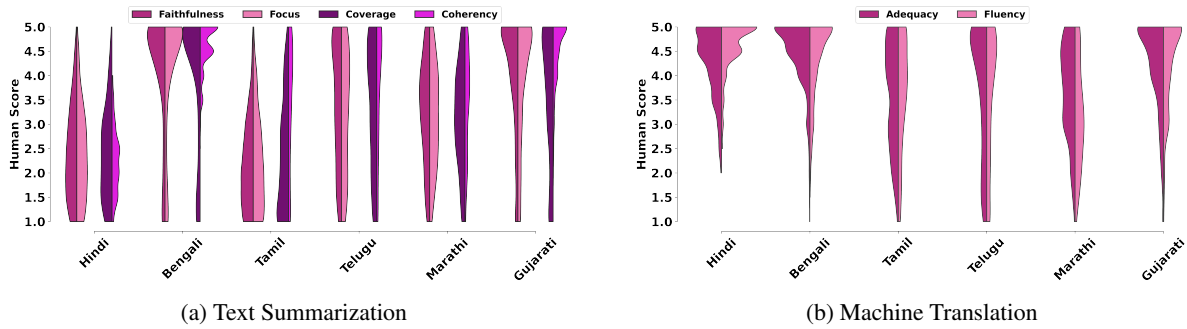 Faithfulness Focus Coverage Coherency
Human Score
5.0
4.5
4.0
3.5
3.0
2.5
2.0
1.5
1.0
Hindi Bengali Tamil Telugu Marathi Gujarati
(a) Text Summarization
Adequacy Fluency
Human Score
5.0
4.5
4.0
3.5
3.0
2.5
2.0
1.5
1.0
Hindi Bengali Tamil Telugu Marathi Gujarati
(b) Machine Translation